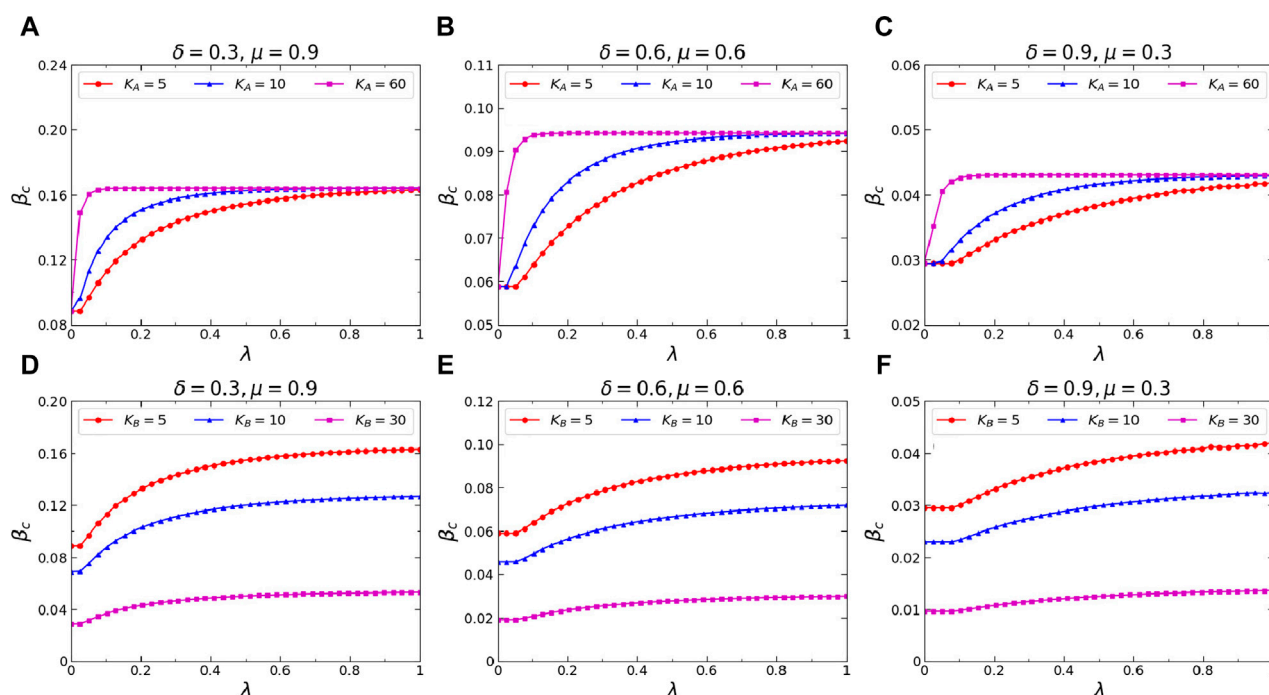 A
δ = 0.3, μ = 0.9
K_A = 5 K_A = 10 K_A = 60
0.24
0.20
0.16
0.12
0.08
β_c
0 0.2 0.4 0.6 0.8 1
λ
B
δ = 0.6, μ = 0.6
K_A = 5 K_A = 10 K_A = 60
0.11
0.10
0.09
0.08
0.07
0.06
0.05
β_c
0 0.2 0.4 0.6 0.8 1
λ
C
δ = 0.9, μ = 0.3
K_A = 5 K_A = 10 K_A = 60
0.06
0.05
0.04
0.03
0.02
β_c
0 0.2 0.4 0.6 0.8
λ
D
δ = 0.3, μ = 0.9
K_B = 5 K_B = 10 K_B = 30
0.20
0.16
0.12
0.08
0.04
0
β_c
0 0.2 0.4 0.6 0.8 1
λ
E
δ = 0.6, μ = 0.6
K_B = 5 K_B = 10 K_B = 30
0.12
0.10
0.08
0.06
0.04
0.02
0
β_c
0 0.2 0.4 0.6 0.8 1
λ
F
δ = 0.9, μ = 0.3
K_B = 5 K_B = 10 K_B = 30
0.05
0.04
0.03
0.02
0.01
0
β_c
0 0.2 0.4 0.6 0.8
λ